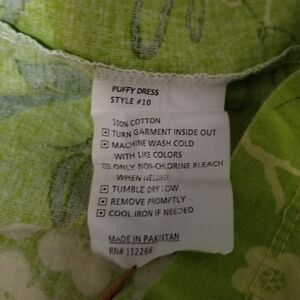 PUFFY DRESS
STYLE #10
100% COTTON
TURN GARMENT INSIDE OUT
MACHINE WASH COLD
WITH LIKE COLORS
ONLY NON-CHLORINE BLEACH
WHEN NEEDED
TUMBLE DRY LOW
REMOVE PROMPTLY
COOL IRON IF NEEDED
MADE IN PAKISTAN
RN# 132266